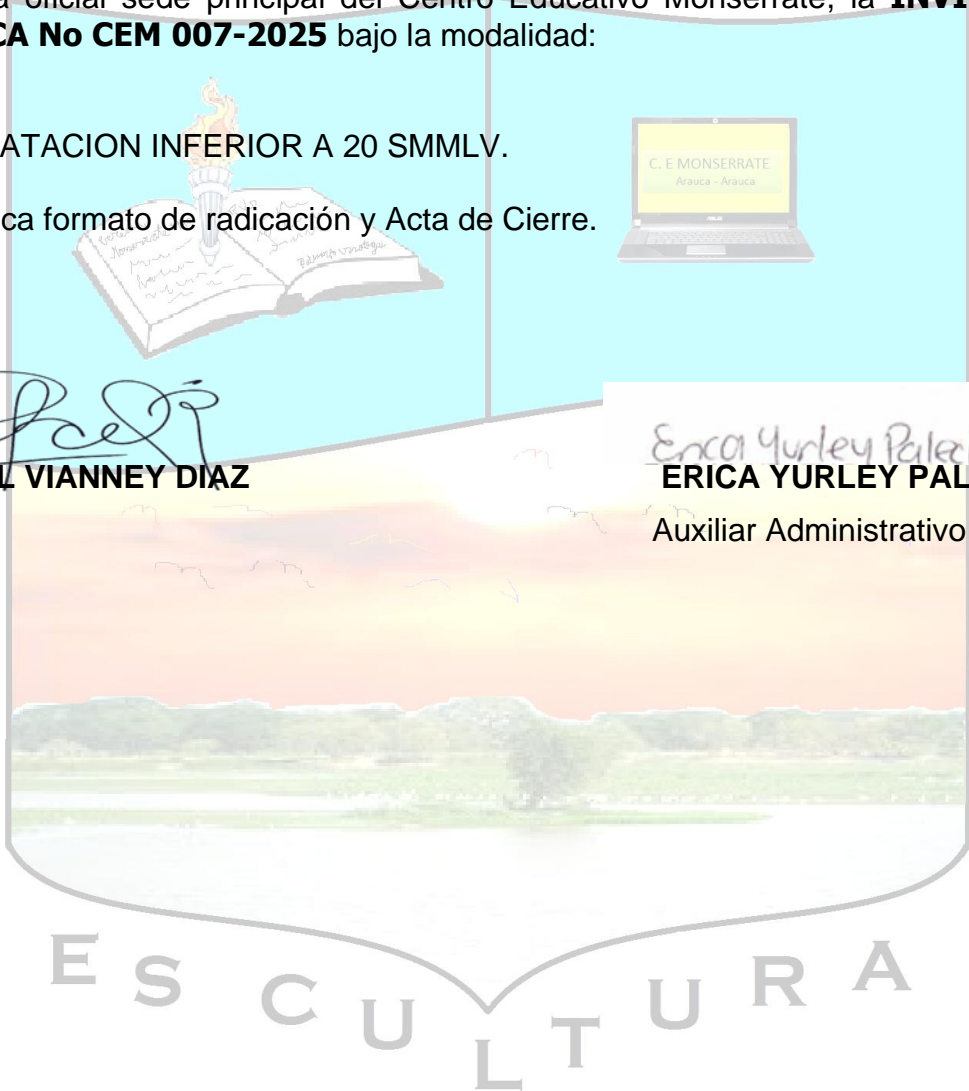 a oficial sede principal del Centro Educativo Monserrate, la INVI
CA No CEM 007-2025 bajo la modalidad:
ATACION INFERIOR A 20 SMMLV.
C. E MONSERRATE
Arauca - Arauca
ca formato de radicación y Acta de Cierre.
Erica Yurley Palec
L VIANNEY DIAZ
ERICA YURLEY PAL
Auxiliar Administrativo
ESCULTURA